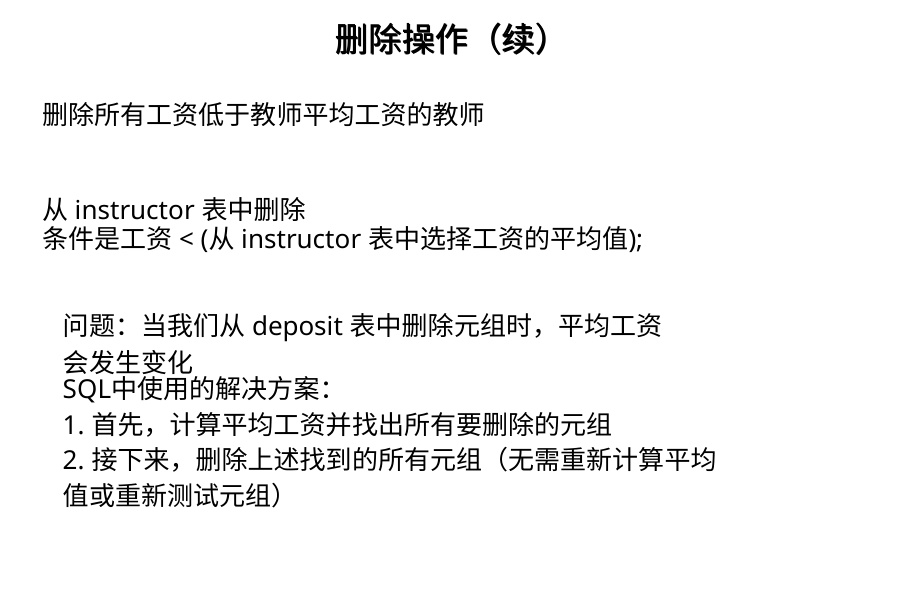 删除操作（续）
删除所有工资低于教师平均工资的教师
从 instructor 表中删除
条件是工资 < (从 instructor 表中选择工资的平均值);
问题：当我们从 deposit 表中删除元组时，平均工资
会发生变化
SQL中使用的解决方案：
1. 首先，计算平均工资并找出所有要删除的元组
2. 接下来，删除上述找到的所有元组（无需重新计算平均
值或重新测试元组）